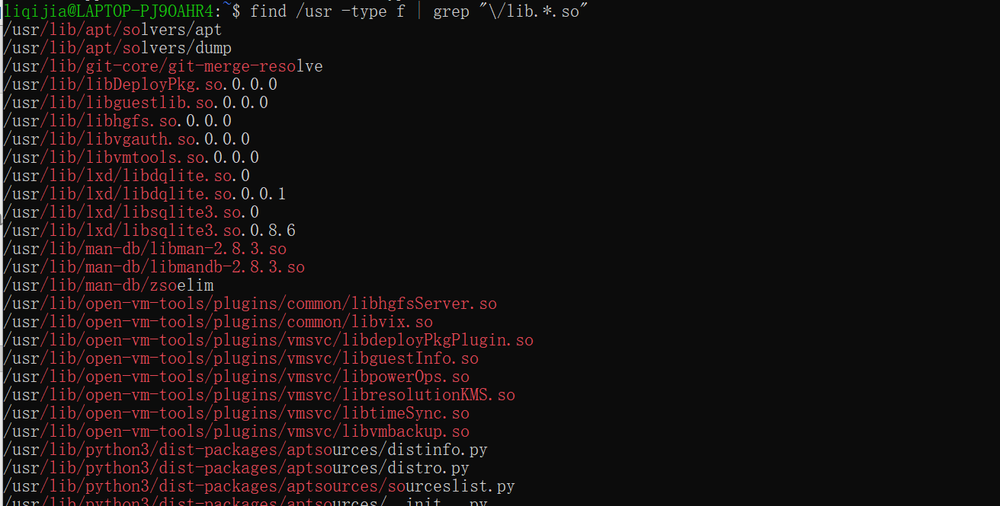 liqijia@LAPTOP-PJ9OAHR4:~$ find /usr -type f | grep "\/lib.*.so"
/usr/lib/apt/solvers/apt
/usr/lib/apt/solvers/dump
/usr/lib/git-core/git-merge-resolve
/usr/lib/libDeployPkg.so.0.0.0
/usr/lib/libguestlib.so.0.0.0
/usr/lib/libhgfs.so.0.0.0
/usr/lib/libvgauth.so.0.0.0
/usr/lib/libvmtools.so.0.0.0
/usr/lib/lxd/libdqlite.so.0
/usr/lib/lxd/libdqlite.so.0.0.1
/usr/lib/lxd/libsqlite3.so.0
/usr/lib/lxd/libsqlite3.so.0.8.6
/usr/lib/man-db/libman-2.8.3.so
/usr/lib/man-db/libmandb-2.8.3.so
/usr/lib/man-db/zsoelim
/usr/lib/open-vm-tools/plugins/common/libhgfsServer.so
/usr/lib/open-vm-tools/plugins/common/libvix.so
/usr/lib/open-vm-tools/plugins/vmsvc/libdeployPkgPlugin.so
/usr/lib/open-vm-tools/plugins/vmsvc/libguestInfo.so
/usr/lib/open-vm-tools/plugins/vmsvc/libpowerOps.so
/usr/lib/open-vm-tools/plugins/vmsvc/libresolutionKMS.so
/usr/lib/open-vm-tools/plugins/vmsvc/libtimeSync.so
/usr/lib/open-vm-tools/plugins/vmsvc/libvmbackup.so
/usr/lib/python3/dist-packages/aptsources/distinfo.py
/usr/lib/python3/dist-packages/aptsources/distro.py
/usr/lib/python3/dist-packages/aptsources/sourceslist.py
/usr/lib/python3/dist-packages/aptsources/__init__.py